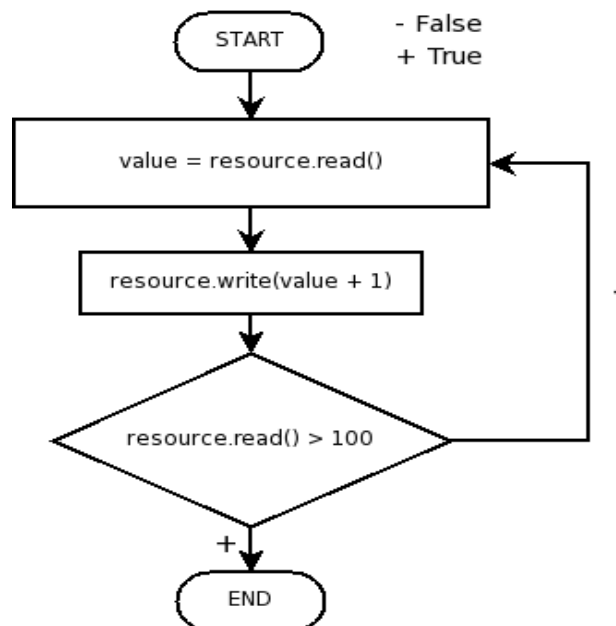 START
- False
+ True
value = resource.read()
resource.write(value + 1)
resource.read() > 100
-
+
END